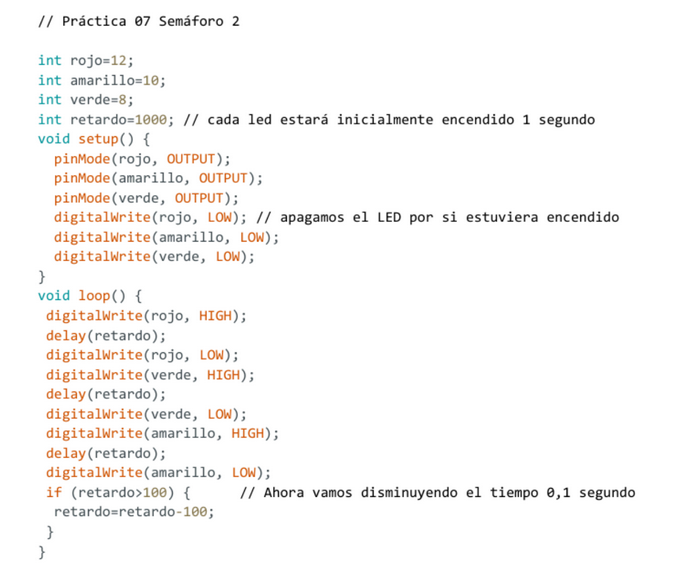 // Práctica 07 Semáforo 2

int rojo=12;
int amarillo=10;
int verde=8;
int retardo=1000; // cada led estará inicialmente encendido 1 segundo
void setup() {
  pinMode(rojo, OUTPUT);
  pinMode(amarillo, OUTPUT);
  pinMode(verde, OUTPUT);
  digitalWrite(rojo, LOW); // apagamos el LED por si estuviera encendido
  digitalWrite(amarillo, LOW);
  digitalWrite(verde, LOW);
}
void loop() {
 digitalWrite(rojo, HIGH);
 delay(retardo);
 digitalWrite(rojo, LOW);
 digitalWrite(verde, HIGH);
 delay(retardo);
 digitalWrite(verde, LOW);
 digitalWrite(amarillo, HIGH);
 delay(retardo);
 digitalWrite(amarillo, LOW);
 if (retardo>100) {      // Ahora vamos disminuyendo el tiempo 0,1 segundo
  retardo=retardo-100;
 }
}